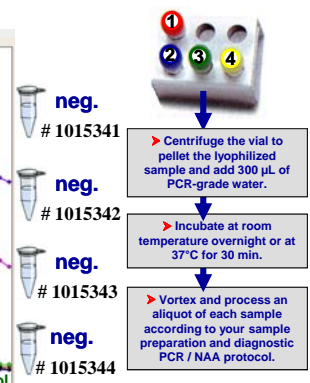 1
2 3 4
neg.
# 1015341
neg.
# 1015342
neg.
# 1015343
neg.
# 1015344
➤ Centrifuge the vial to
pellet the lyophilized
sample and add 300 µL of
PCR-grade water.
➤ Incubate at room
temperature overnight or at
37°C for 30 min.
➤ Vortex and process an
aliquot of each sample
according to your sample
preparation and diagnostic
PCR / NAA protocol.